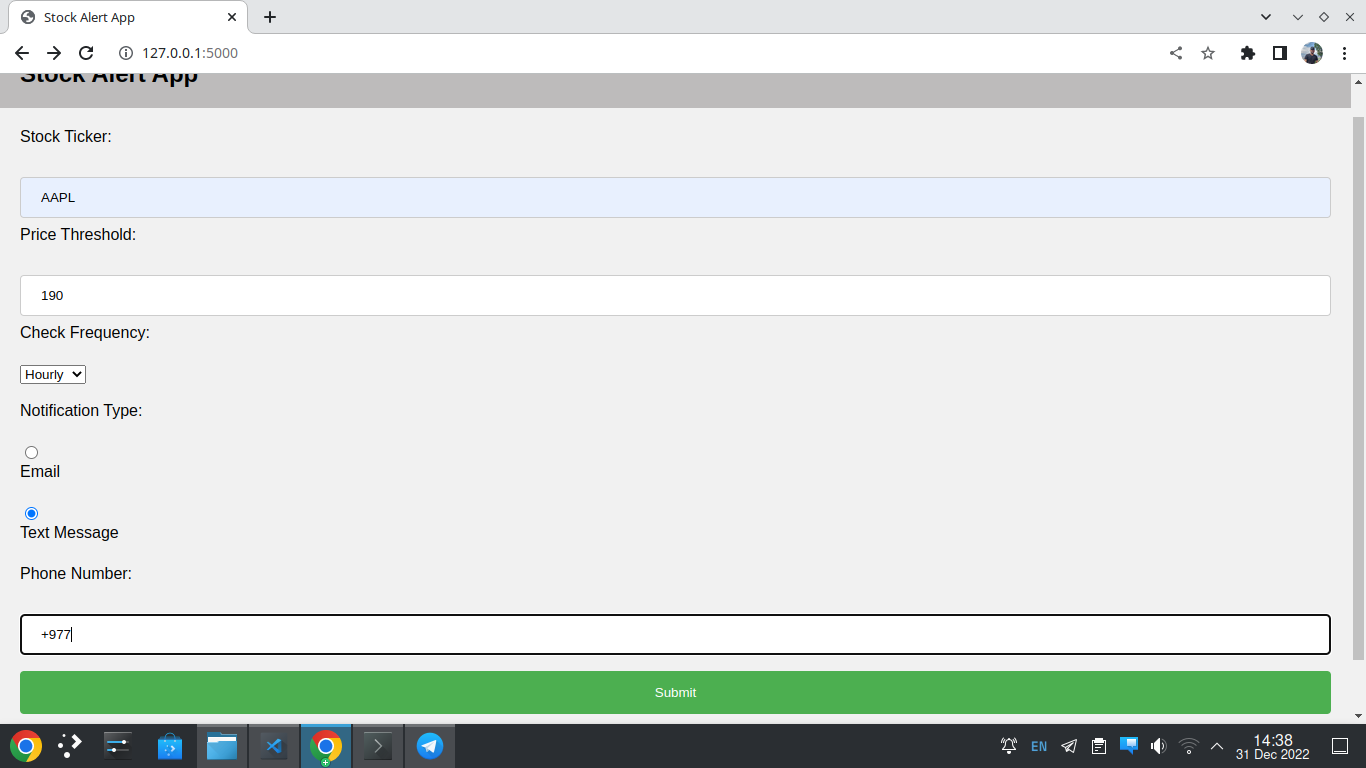 Stock Alert App
127.0.0.1:5000
Stock Alert App
Stock Ticker:
AAPL
Price Threshold:
190
Check Frequency:
Hourly
Notification Type:
Email
Text Message
Phone Number:
+977
Submit
EN
14:38
31 Dec 2022